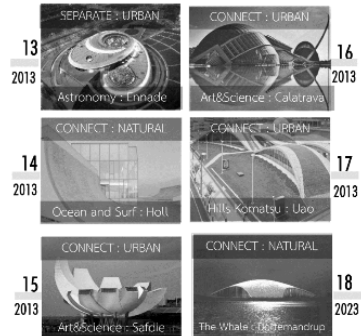 13
2013
SEPARATE : URBAN
Astronomy : Ennade
14
2013
CONNECT : NATURAL
Ocean and Surf : Holl
15
2013
CONNECT : URBAN
Art&Science : Safdie
CONNECT : URBAN
Art&Science : Calatrava
16
2013
CONNECT : URBAN
Hills Komatsu : Uao
17
2013
CONNECT : NATURAL
The Whale : Dortemandrup
18
2023